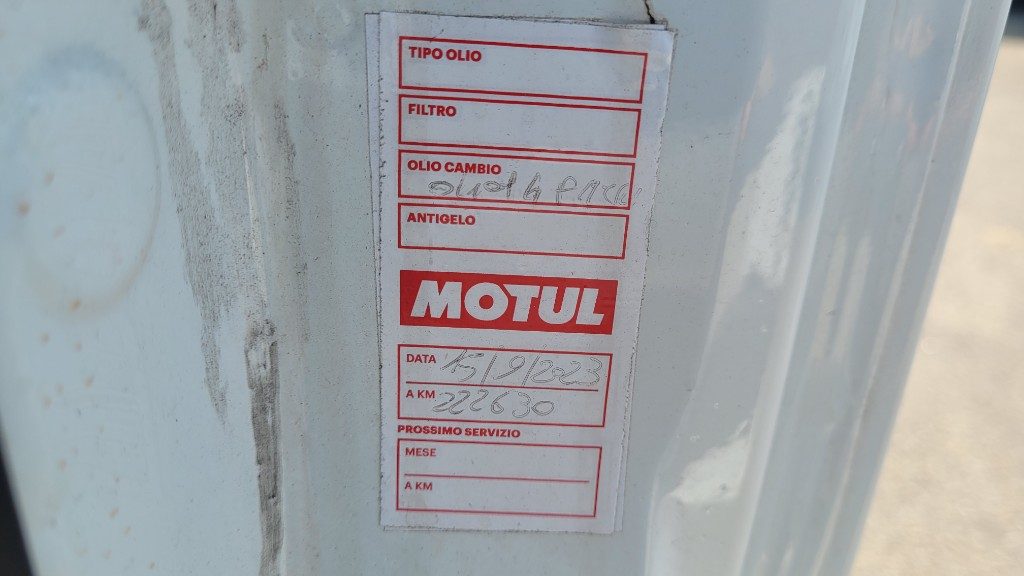 TIPO OLIO
FILTRO
OLIO CAMBIO
ANTIGELO
MOTUL
DATA 15/9/2023
A KM 222630
PROSSIMO SERVIZIO
MESE
A KM